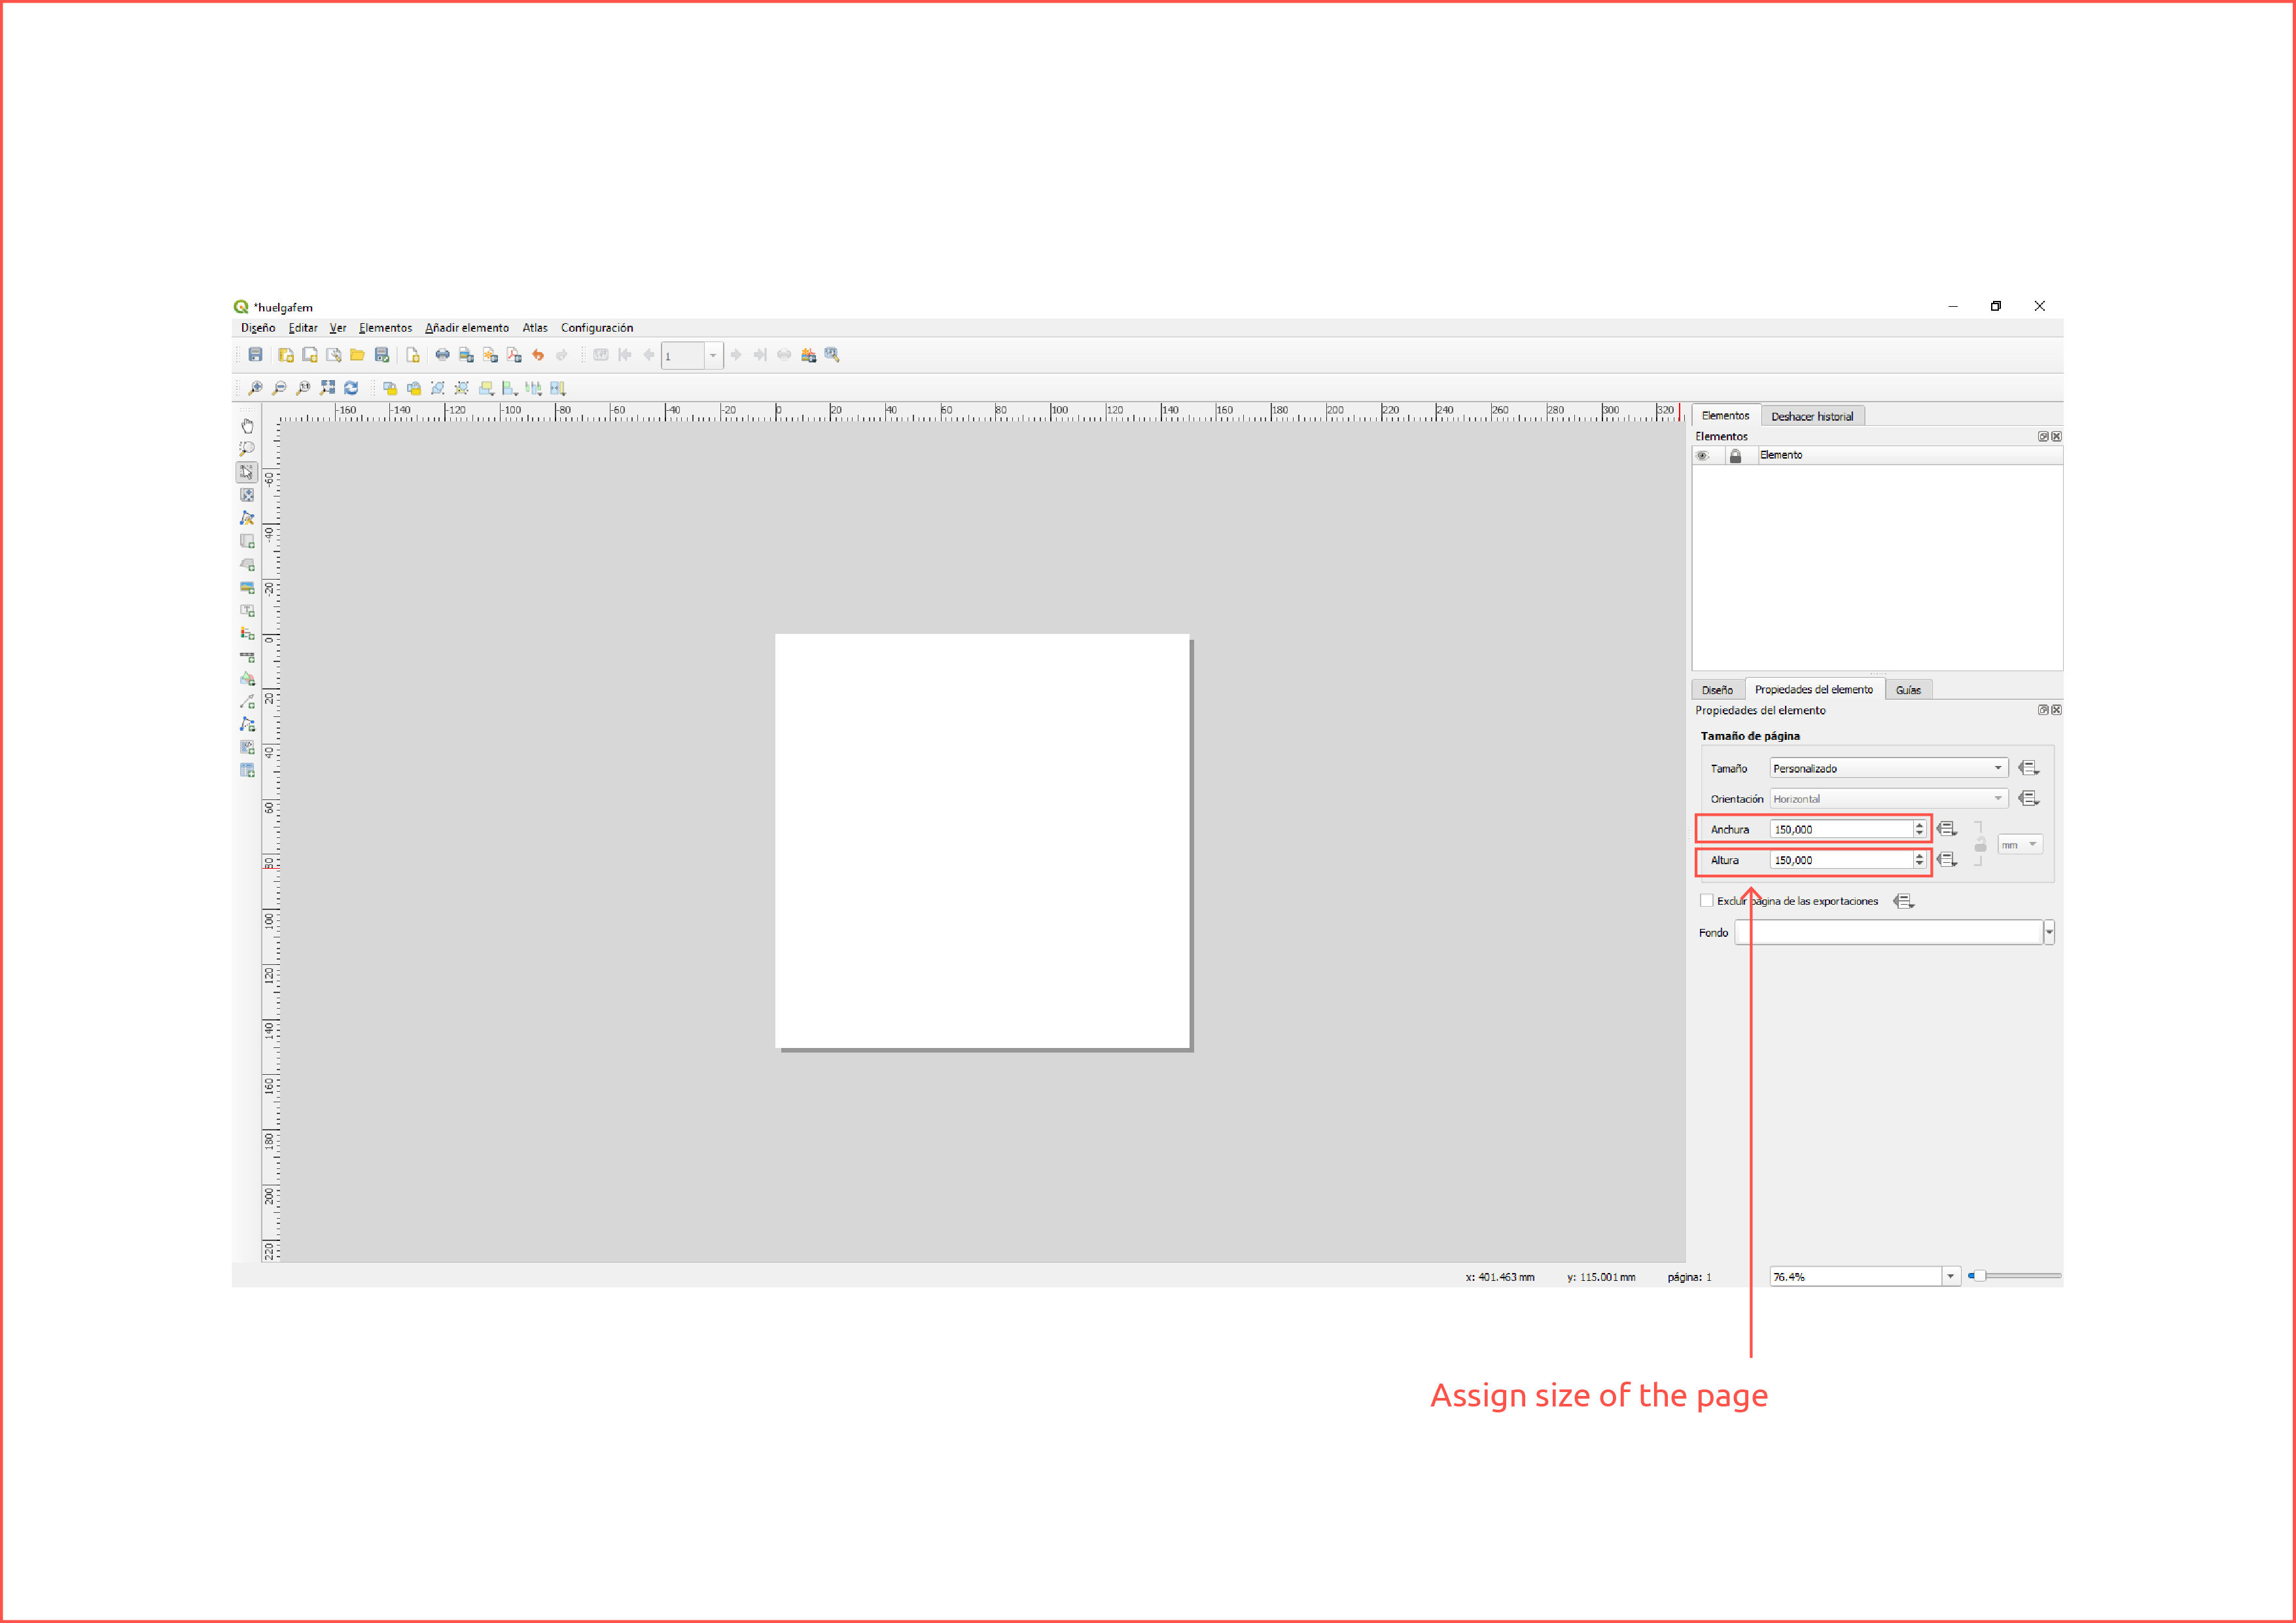 *huelgafem
Diseño Editar Ver Elementos Añadir elemento Atlas Configuración
1
-160 -140 -120 -100 -80 -60 -40 -20 0 20 40 60 80 100 120 140 160 180 200 220 240 260 280 300 320
-60
-40
-20
0
20
40
60
80
100
120
140
160
180
200
220
Elementos Deshacer historial
Elementos
Elemento
Diseño Propiedades del elemento Guías
Propiedades del elemento
Tamaño de página
Tamaño Personalizado
Orientación Horizontal
Anchura 150,000
mm
Altura 150,000
Excluir página de las exportaciones
Fondo
x: 401.463 mm y: 115.001 mm página: 1 76.4%
Assign size of the page